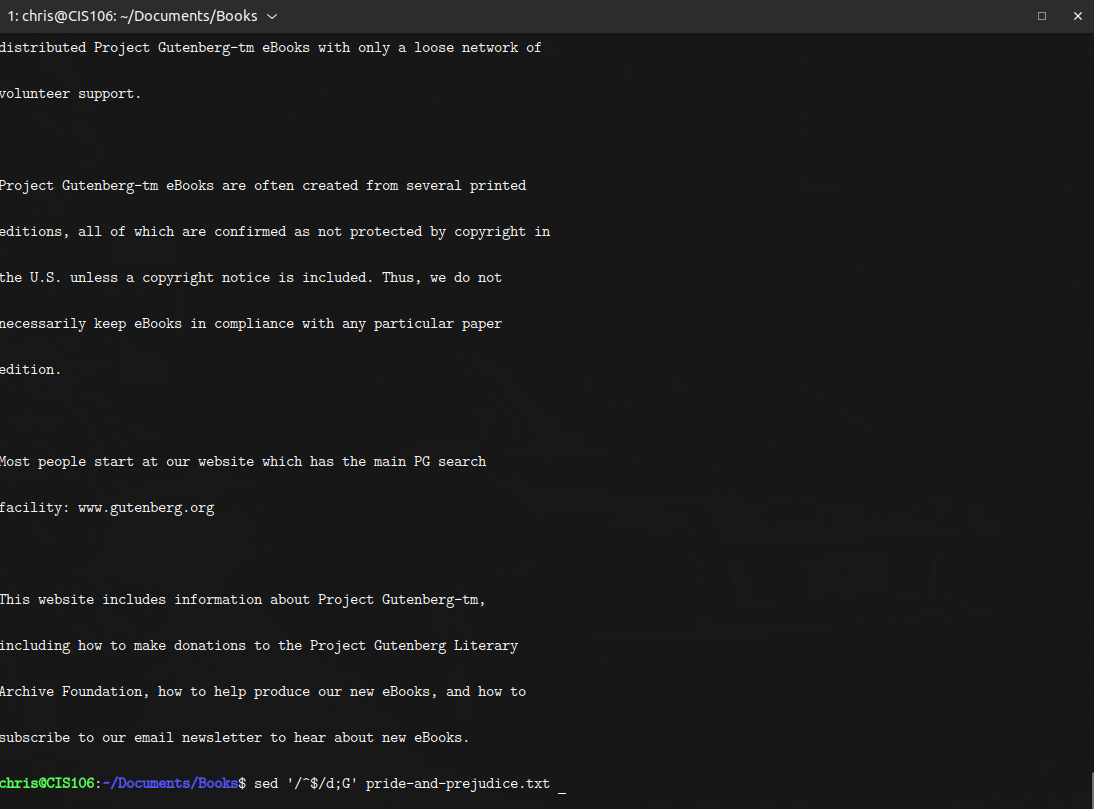 1: chris@CIS106: ~/Documents/Books
distributed Project Gutenberg-tm eBooks with only a loose network of
volunteer support.
Project Gutenberg-tm eBooks are often created from several printed
editions, all of which are confirmed as not protected by copyright in
the U.S. unless a copyright notice is included. Thus, we do not
necessarily keep eBooks in compliance with any particular paper
edition.
Most people start at our website which has the main PG search
facility: www.gutenberg.org
This website includes information about Project Gutenberg-tm,
including how to make donations to the Project Gutenberg Literary
Archive Foundation, how to help produce our new eBooks, and how to
subscribe to our email newsletter to hear about new eBooks.
chris@CIS106:~/Documents/Books$ sed '/^$/d;G' pride-and-prejudice.txt _